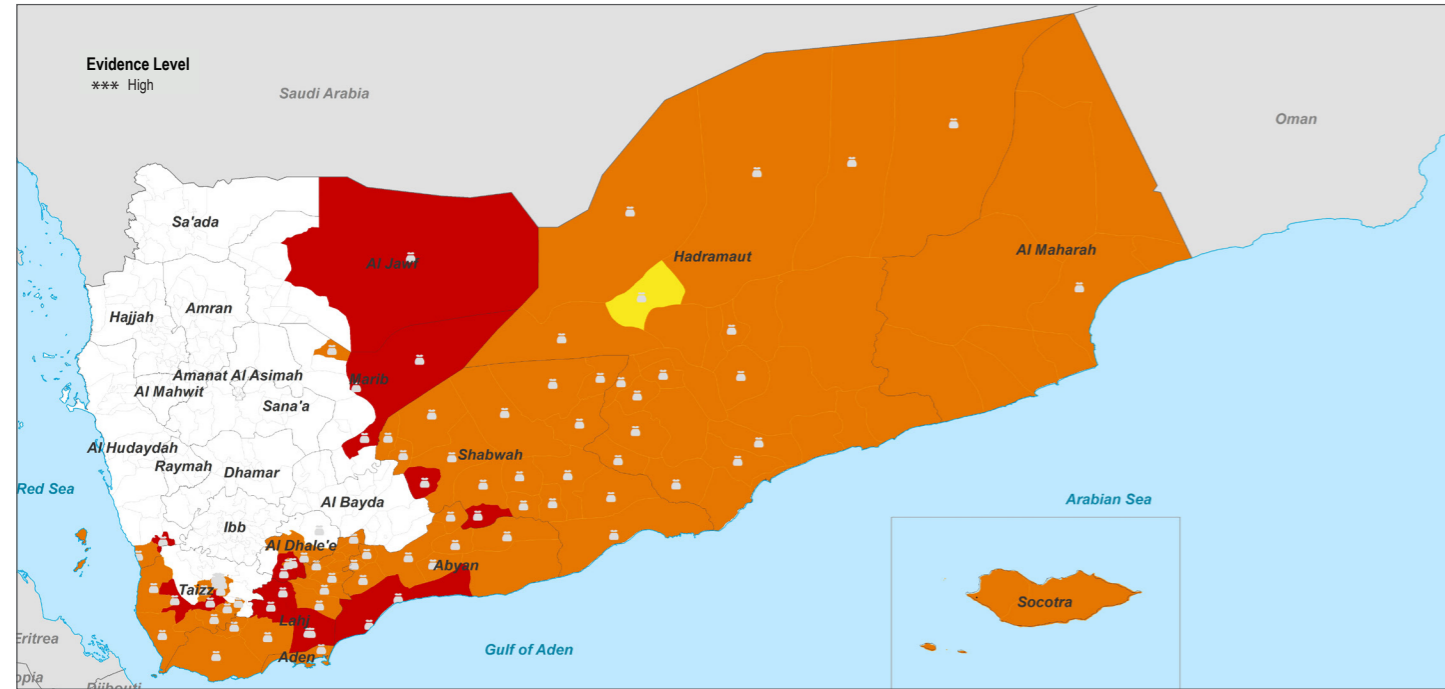 Evidence Level
*** High
Saudi Arabia
Oman
Sa'ada
Al Jawf
Hadramaut
Al Maharah
Hajjah
Amran
Amanat Al Asimah
Marib
Al Mahwit
Sana'a
Al Hudaydah
Raymah
Dhamar
Shabwah
Red Sea
Al Bayda
Arabian Sea
Ibb
Al Dhale'e
Abyan
Taizz
Socotra
Lahj
Eritrea
Gulf of Aden
Aden
opia
Djibouti